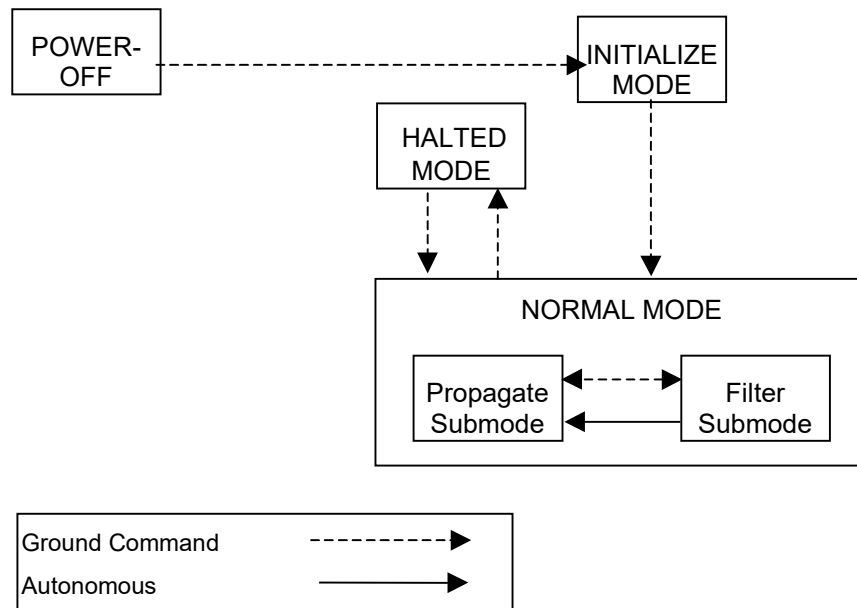 POWER-
OFF
INITIALIZE
MODE
HALTED
MODE
NORMAL MODE
Propagate
Submode
Filter
Submode
Ground Command
Autonomous